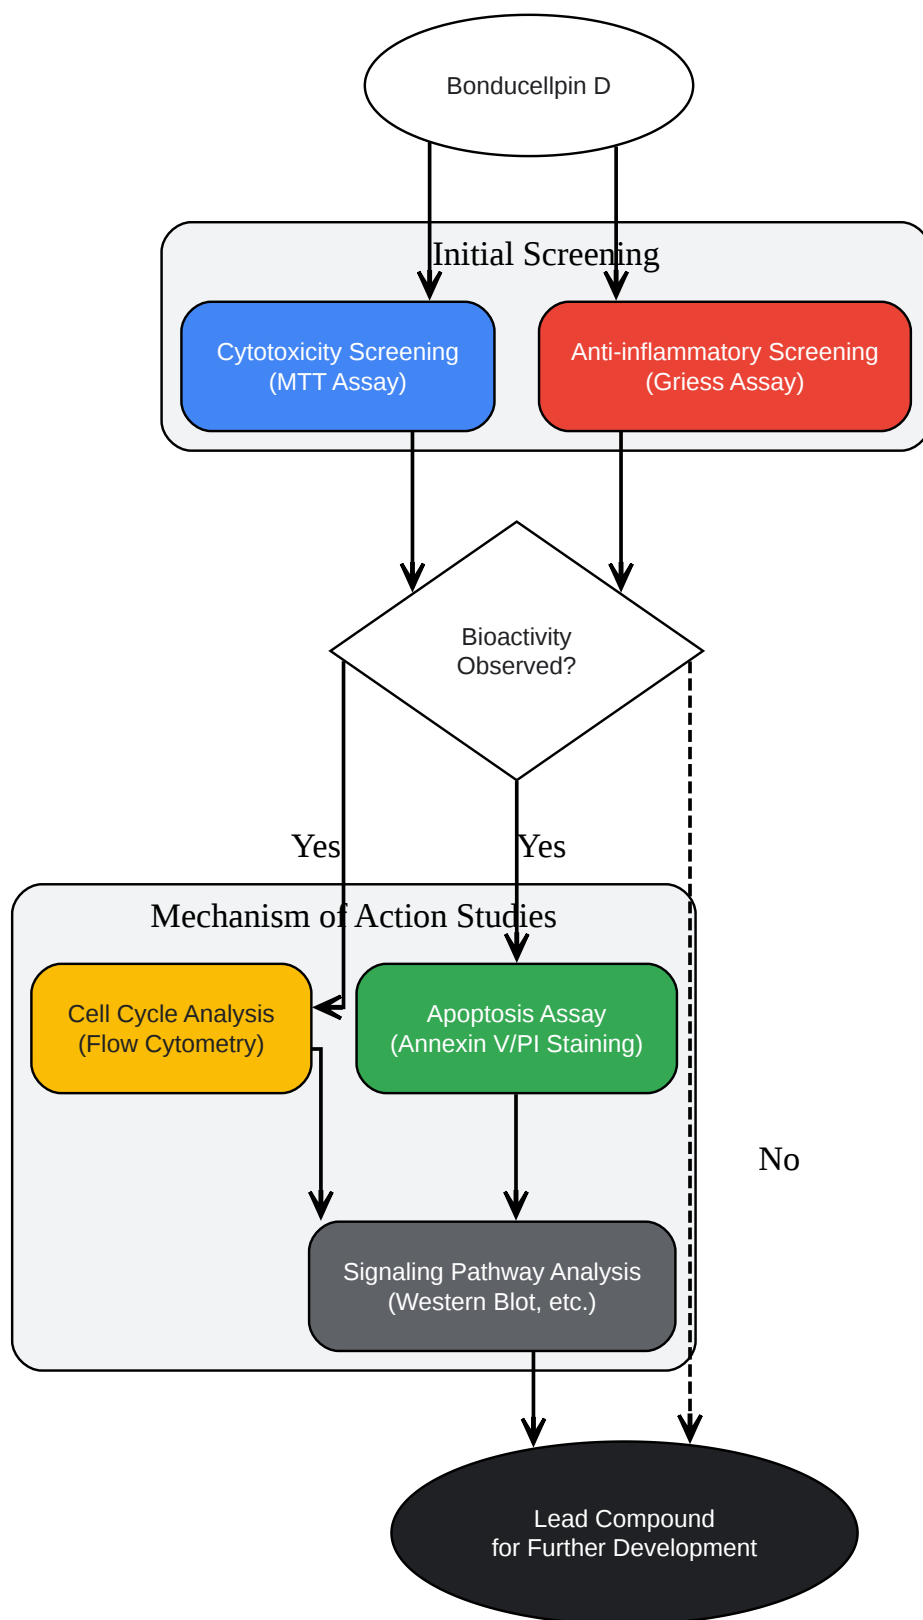 Bonducellpin D
Initial Screening
Cytotoxicity Screening
(MTT Assay)
Anti-inflammatory Screening
(Griess Assay)
Bioactivity
Observed?
Yes
Yes
Mechanism of Action Studies
Cell Cycle Analysis
(Flow Cytometry)
Apoptosis Assay
(Annexin V/PI Staining)
No
Signaling Pathway Analysis
(Western Blot, etc.)
Lead Compound
for Further Development